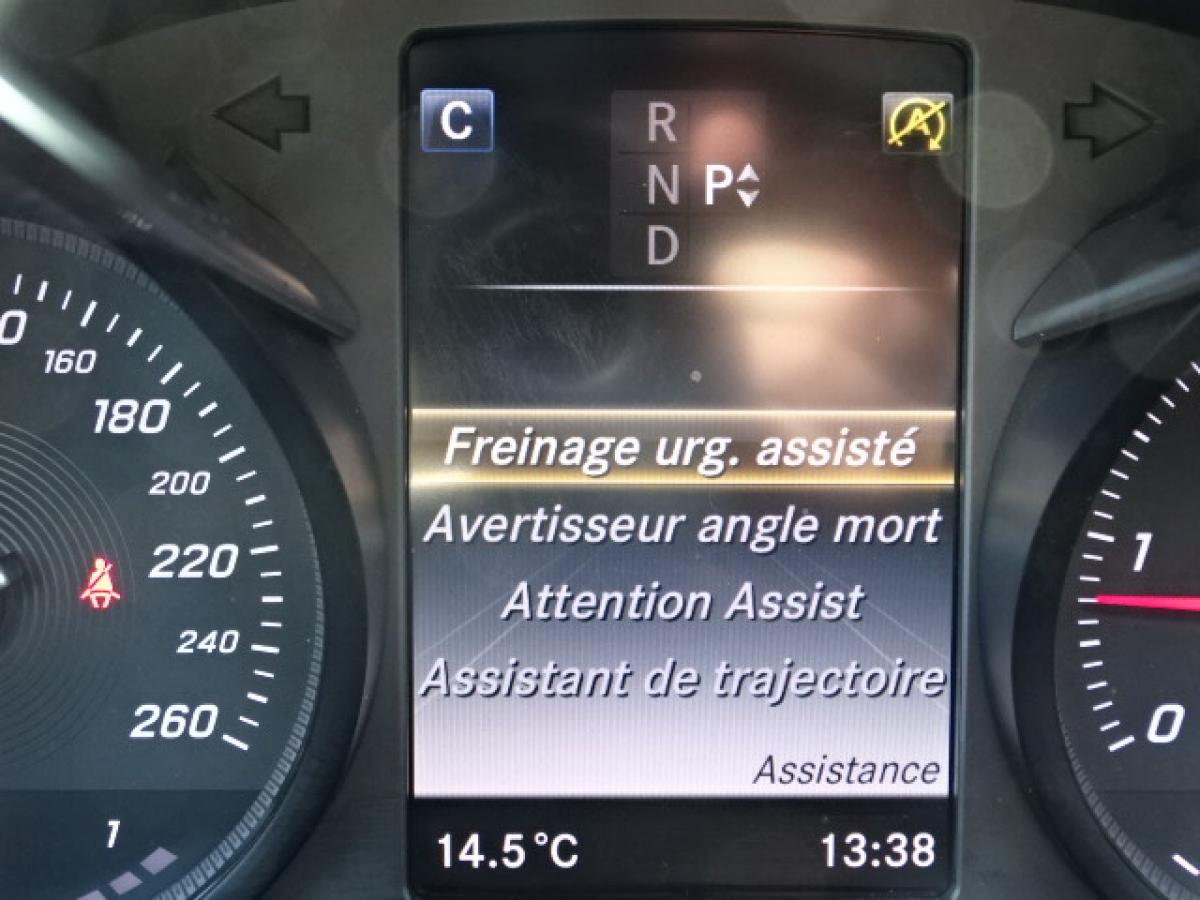 C
R
N P
D
A
0
160
180
200
220
240
260
1
Freinage urg. assisté
Avertisseur angle mort
Attention Assist
Assistant de trajectoire
Assistance
14.5°C
13:38
1
0